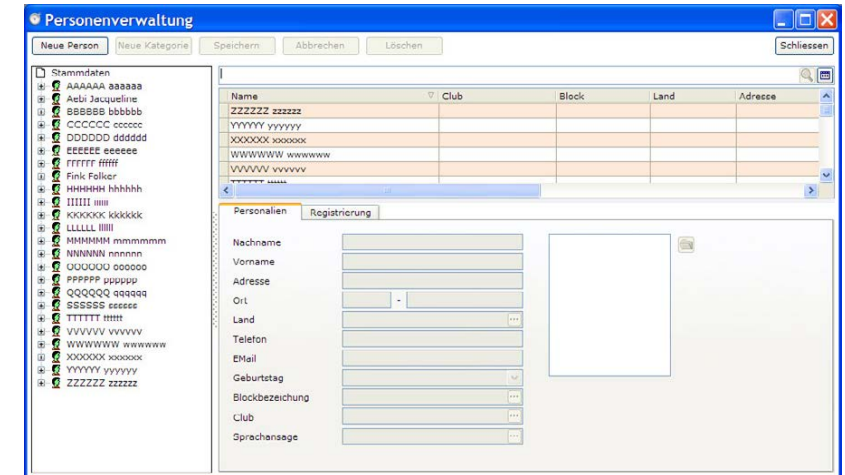 Personenverwaltung
Neue Person Neue Kategorie Speichern Abbrechen Löschen Schliessen
Stammdaten
AAAAAA aaaaaa
Aebi Jacqueline
BBBBBB bbbbbb
CCCCCC cccccc
DDDDDD dddddd
EEEEEE eeeeee
FFFFFF ffffff
Fink Folker
HHHHHH hhhhhh
IIIIII iiiiii
KKKKKK kkkkkk
LLLLLL llllll
MMMMMM mmmmmm
NNNNNN nnnnnn
OOOOOO oooooo
PPPPPP pppppp
QQQQQQ qqqqqq
SSSSSS ssssss
TTTTTT tttttt
VVVVVV vvvvvv
WWWWWW wwwwww
XXXXXX xxxxxx
YYYYYY yyyyyy
ZZZZZZ zzzzzz
Name Club Block Land Adresse
ZZZZZZ zzzzzz
YYYYYY yyyyyy
XXXXXX xxxxxx
WWWWWW wwwwww
VVVVVV vvvvvv
TTTTTT tttttt
Personalien Registrierung
Nachname
Vorname
Adresse
Ort -
Land
Telefon
EMail
Geburtstag
Blockbezeichung
Club
Sprachansage